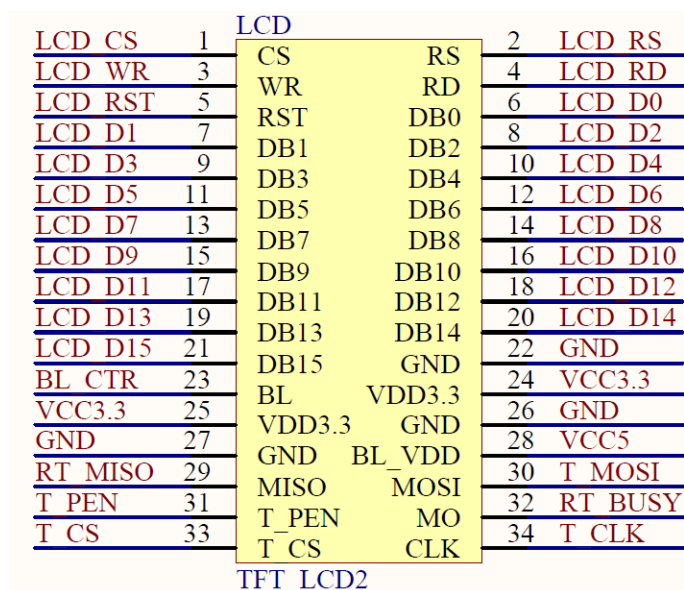 LCD
LCD_CS 1 CS RS 2 LCD_RS
LCD_WR 3 WR RD 4 LCD_RD
LCD_RST 5 RST DB0 6 LCD_D0
LCD_D1 7 DB1 DB2 8 LCD_D2
LCD_D3 9 DB3 DB4 10 LCD_D4
LCD_D5 11 DB5 DB6 12 LCD_D6
LCD_D7 13 DB7 DB8 14 LCD_D8
LCD_D9 15 DB9 DB10 16 LCD_D10
LCD_D11 17 DB11 DB12 18 LCD_D12
LCD_D13 19 DB13 DB14 20 LCD_D14
LCD_D15 21 DB15 GND 22 GND
BL_CTR 23 BL VDD3.3 24 VCC3.3
VCC3.3 25 VDD3.3 GND 26 GND
GND 27 GND BL_VDD 28 VCC5
RT_MISO 29 MISO MOSI 30 T_MOSI
T_PEN 31 T_PEN MO 32 RT_BUSY
T_CS 33 T_CS CLK 34 T_CLK
TFT_LCD2